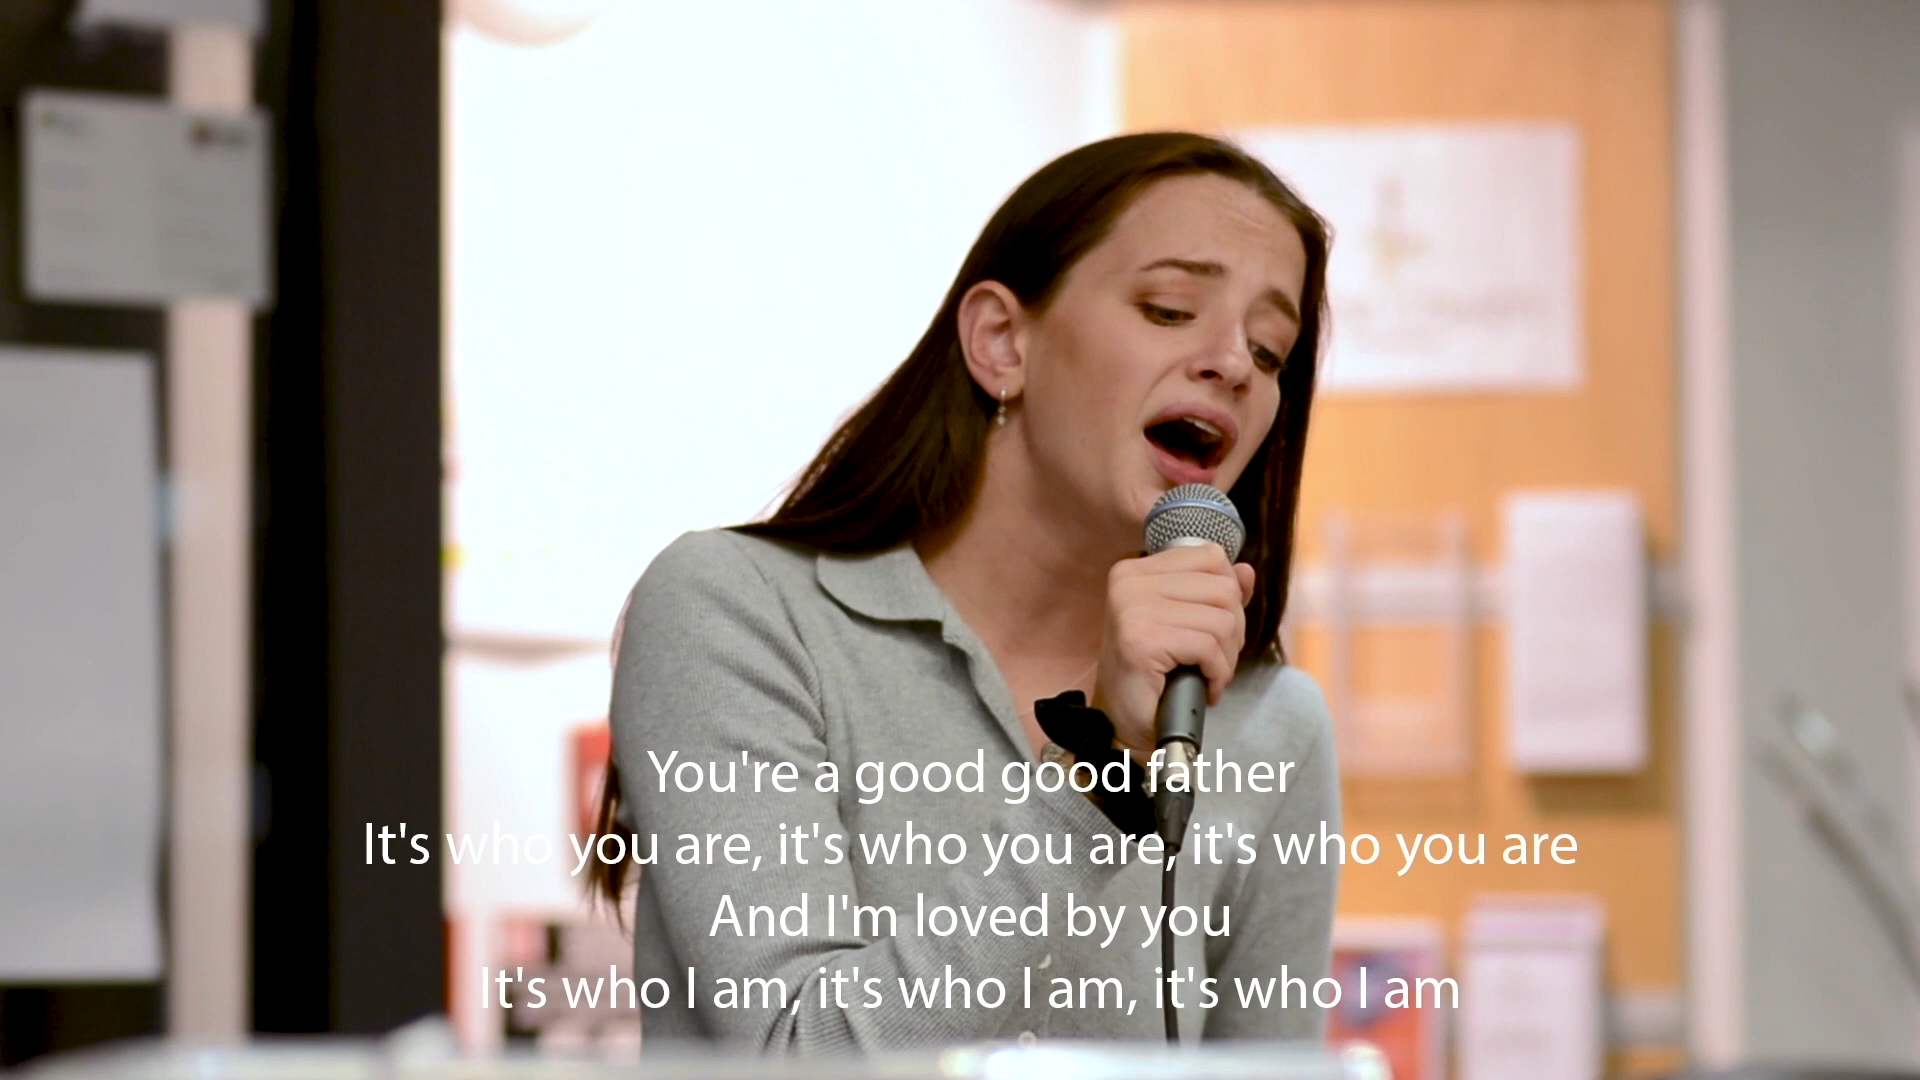 You're a good good father
It's who you are, it's who you are, it's who you are
And I'm loved by you
It's who I am, it's who I am, it's who I am